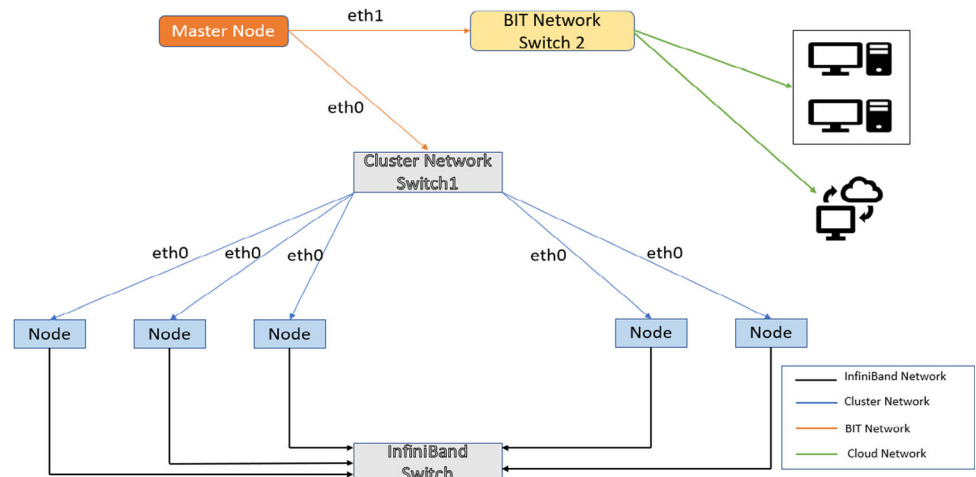 eth1
Master Node
BIT Network
Switch 2
eth0
Cluster Network
Switch1
eth0
eth0
eth0
eth0
eth0
Node
Node
Node
Node
Node
InfiniBand Network
Cluster Network
BIT Network
Cloud Network
InfiniBand
Switch